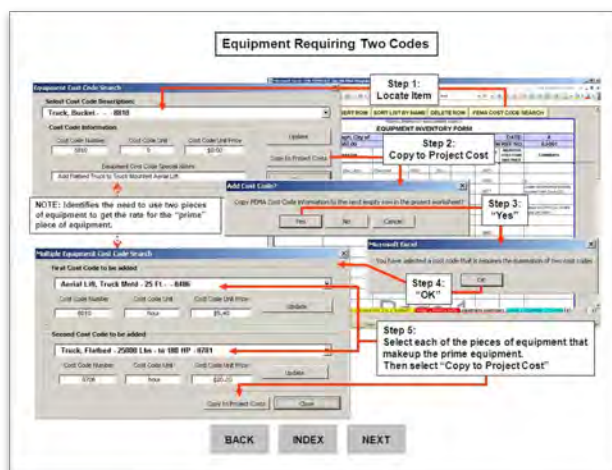 Equipment Requiring Two Codes
Equipment Cost Code Search
Select Cost Code Description:
Truck, Bucket - - - 8810
Cost Code Information
Cost Code Number
Cost Code Unit
Cost Code Unit Price
Update
Equipment Cost Code Special Notes
Add Flatbed Truck to Truck Mounted Aerial Lift.
Copy to Project Costs
NOTE: Identifies the need to use two pieces
of equipment to get the rate for the "prime"
piece of equipment.
Step 1:
Locate Item
SORT LIST BY NAME
DELETE ROW
FEMA COST CODE SEARCH
EQUIPMENT INVENTORY FORM
DATE
Step 2:
Copy to Project Cost
Add Cost Code?
Copy FEMA Cost Code Information to the next empty row in the project worksheet?
Yes
No
Cancel
Step 3:
"Yes"
Microsoft Excel
You have selected a cost code that requires the summation of two cost codes
OK
Step 4:
"OK"
Multiple Equipment Cost Code Search
First Cost Code to be added
Aerial Lift, Truck Mntd - 25 Ft - - 8486
Cost Code Number
Cost Code Unit
Cost Code Unit Price
hour
Update
Second Cost Code to be added
Truck, Flatbed - 25000 Lbs - to 180 HP - 8701
Cost Code Number
Cost Code Unit
Cost Code Unit Price
hour
Update
Copy to Project Costs
Close
Step 5:
Select each of the pieces of equipment that
makeup the prime equipment.
Then select "Copy to Project Cost"
BACK
INDEX
NEXT